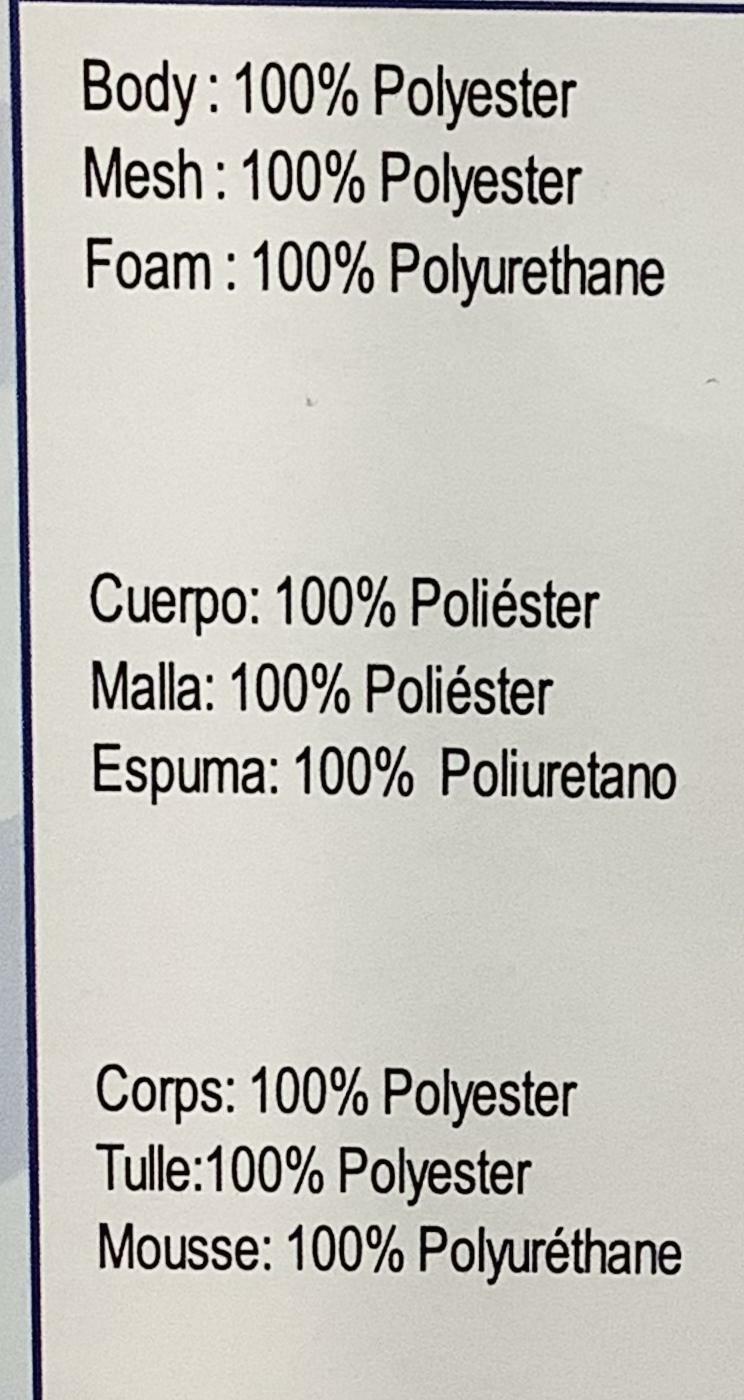 Body : 100% Polyester
Mesh : 100% Polyester
Foam : 100% Polyurethane
Cuerpo: 100% Poliéster
Malla: 100% Poliéster
Espuma: 100% Poliuretano
Corps: 100% Polyester
Tulle:100% Polyester
Mousse: 100% Polyuréthane